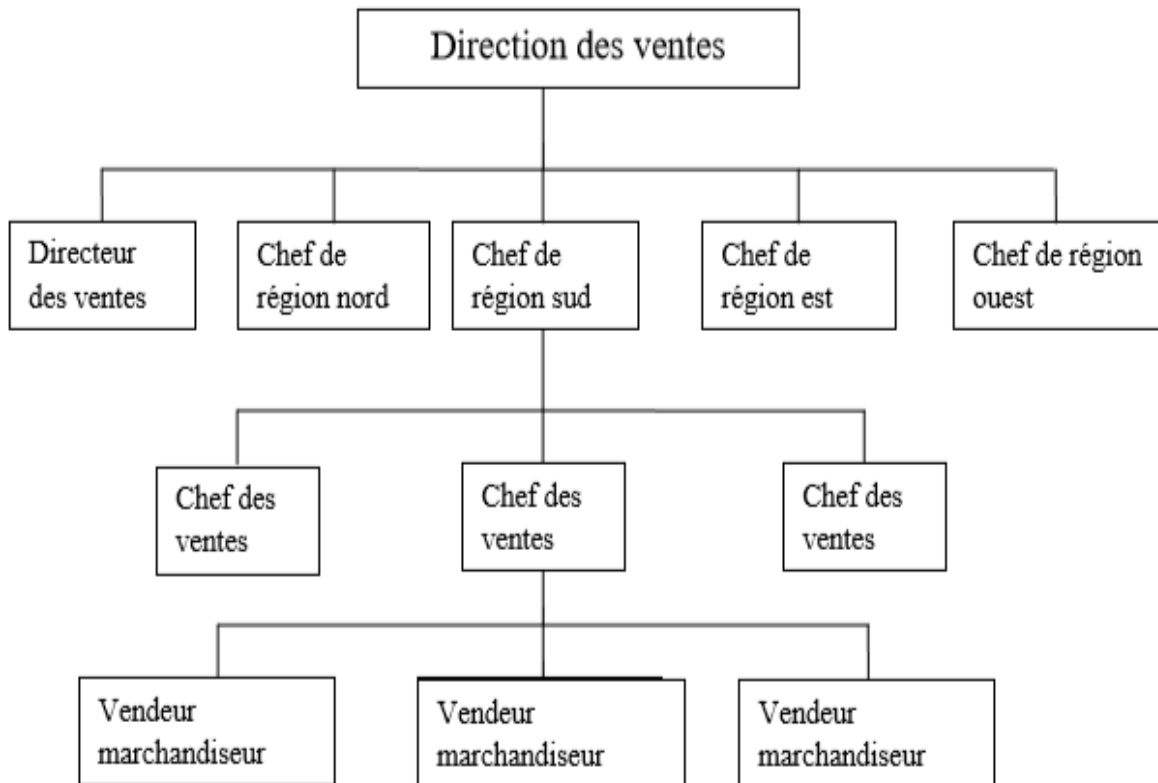 Direction des ventes
Directeur
des ventes
Chef de
région nord
Chef de
région sud
Chef de
région est
Chef de région
ouest
Chef des
ventes
Chef des
ventes
Chef des
ventes
Vendeur
marchandiseur
Vendeur
marchandiseur
Vendeur
marchandiseur